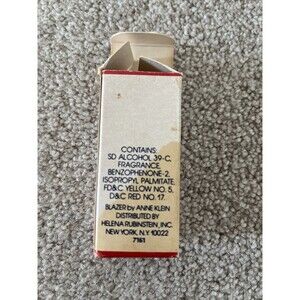 CONTAINS:
SD ALCOHOL 39-C,
FRAGRANCE,
BENZOPHENONE-2,
ISOPROPYL PALMITATE,
FD&C YELLOW NO. 5,
D&C RED NO. 17.
BLAZER by ANNE KLEIN
DISTRIBUTED BY
HELENA RUBINSTEIN, INC.
NEW YORK, N.Y. 10022
7161